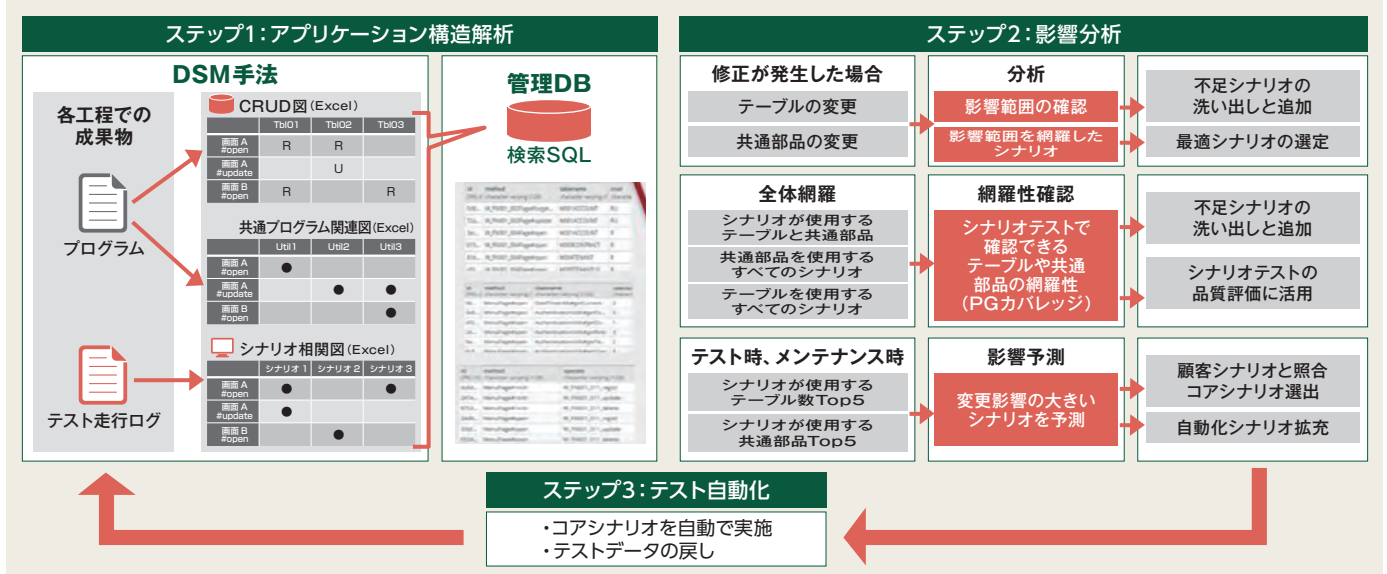 ステップ1：アプリケーション構造解析
DSM手法
各工程での
成果物
プログラム
テスト走行ログ
CRUD図(Excel)
Tbl01 Tbl02 Tbl03
画面 A
#open
R R
画面 A
#update
U
画面 B
#open
R R
共通プログラム関連図(Excel)
Util1 Util2 Util3
画面 A
#open
●
画面 A
#update
● ●
画面 B
#open
●
シナリオ相関図(Excel)
シナリオ 1 シナリオ 2 シナリオ 3
画面 A
#open
● ●
画面 A
#update
●
画面 B
#open
●
管理DB
検索SQL
ステップ2：影響分析
修正が発生した場合
テーブルの変更
共通部品の変更
分析
影響範囲の確認
影響範囲を網羅した
シナリオ
不足シナリオの
洗い出しと追加
最適シナリオの選定
全体網羅
シナリオが使用する
テーブルと共通部品
共通部品を使用する
すべてのシナリオ
テーブルを使用する
すべてのシナリオ
網羅性確認
シナリオテストで
確認できる
テーブルや共通
部品の網羅性
(PGカバレッジ)
不足シナリオの
洗い出しと追加
シナリオテストの
品質評価に活用
テスト時、メンテナンス時
シナリオが使用する
テーブル数Top5
シナリオが使用する
共通部品Top5
影響予測
変更影響の大きい
シナリオを予測
顧客シナリオと照合
コアシナリオ選出
自動化シナリオ拡充
ステップ3：テスト自動化
・コアシナリオを自動で実施
・テストデータの戻し